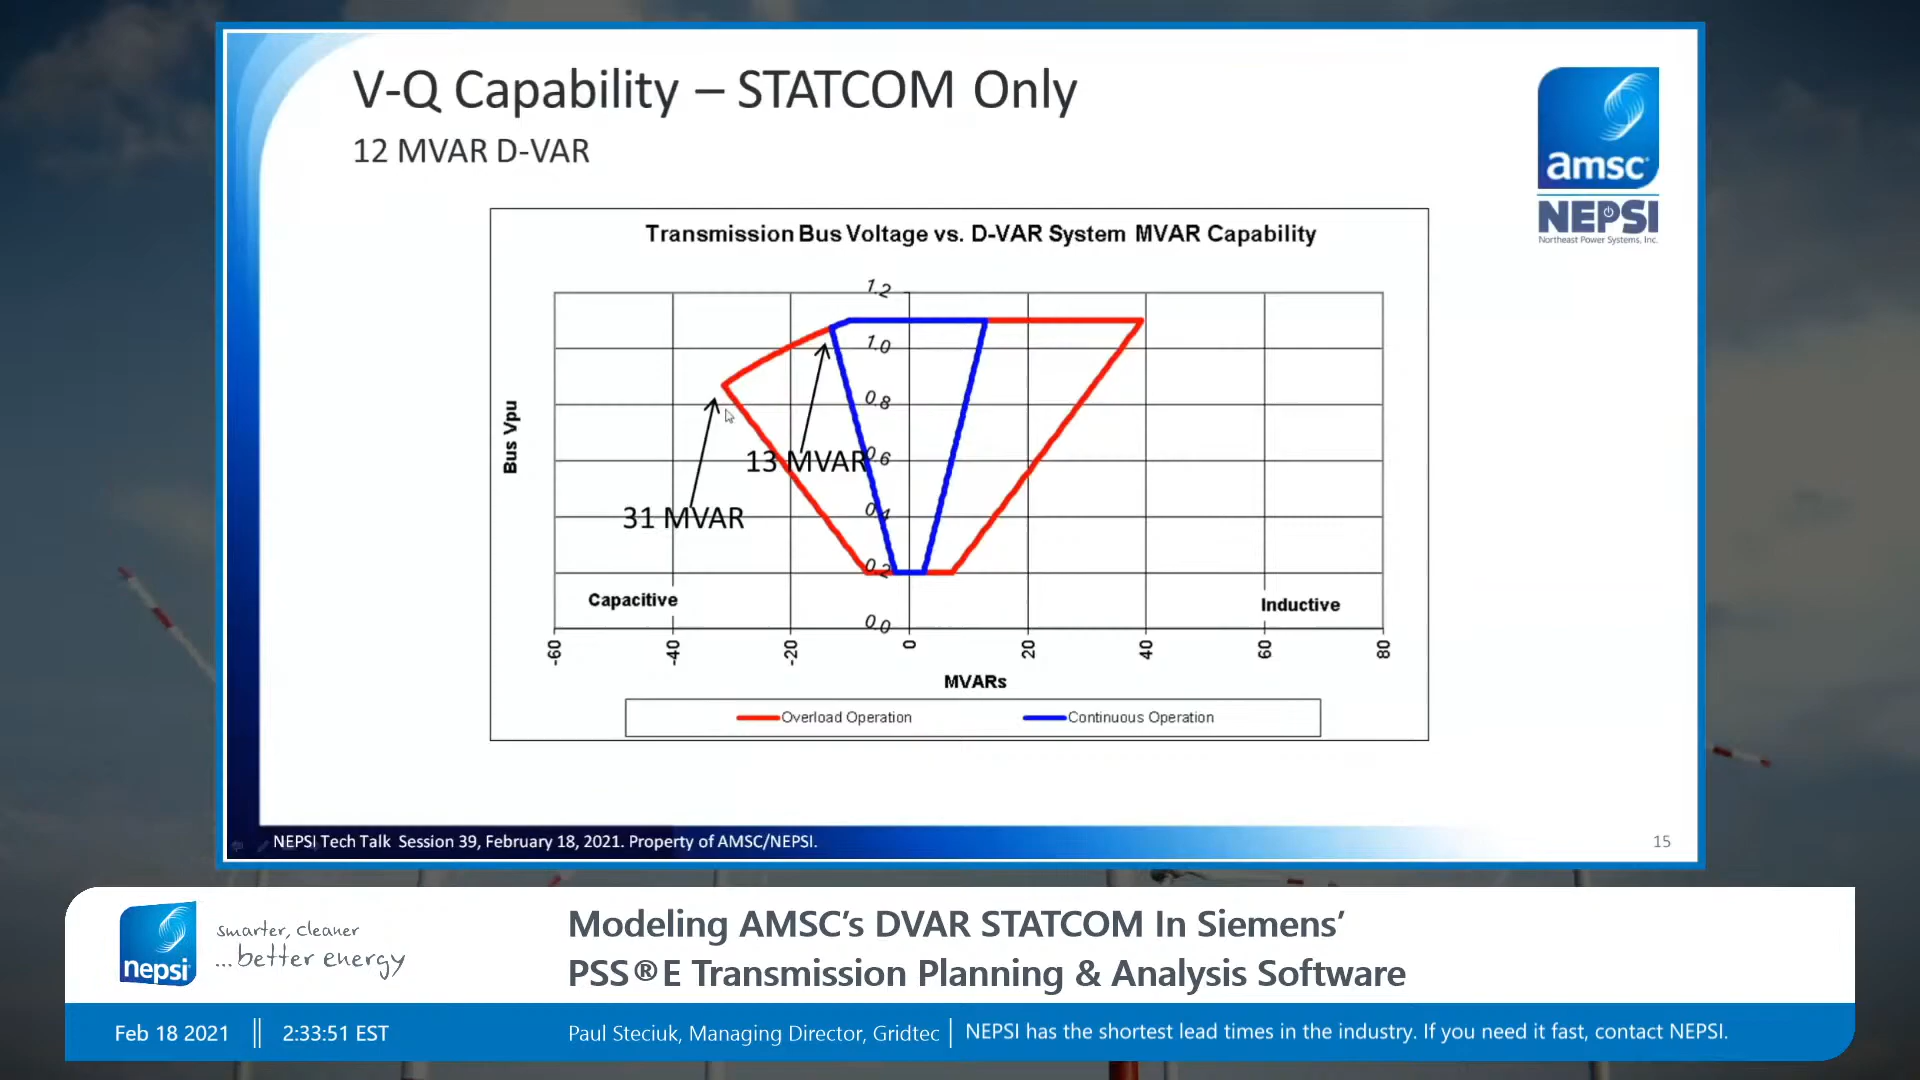 V-Q Capability – STATCOM Only
12 MVAR D-VAR
amsc
NEPSI
Northeast Power Systems, Inc.
Transmission Bus Voltage vs. D-VAR System MVAR Capability
1.2
1.0
0.8
0.6
0.4
0.2
0.0
Bus Vpu
13 MVAR
31 MVAR
Capacitive
Inductive
-60
-40
-20
0
20
40
60
80
MVARs
Overload Operation
Continuous Operation
NEPSI Tech Talk Session 39, February 18, 2021. Property of AMSC/NEPSI.
15
nepsi
smarter, cleaner
...better energy
Modeling AMSC's DVAR STATCOM In Siemens'
PSS®E Transmission Planning & Analysis Software
Feb 18 2021 || 2:33:51 EST
Paul Steciuk, Managing Director, Gridtec | NEPSI has the shortest lead times in the industry. If you need it fast, contact NEPSI.